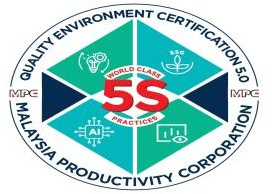 QUALITY ENVIRONMENT CERTIFICATION 5.0
WORLD CLASS
5S
PRACTICES
MPC
MPC
AI
MALAYSIA PRODUCTIVITY CORPORATION